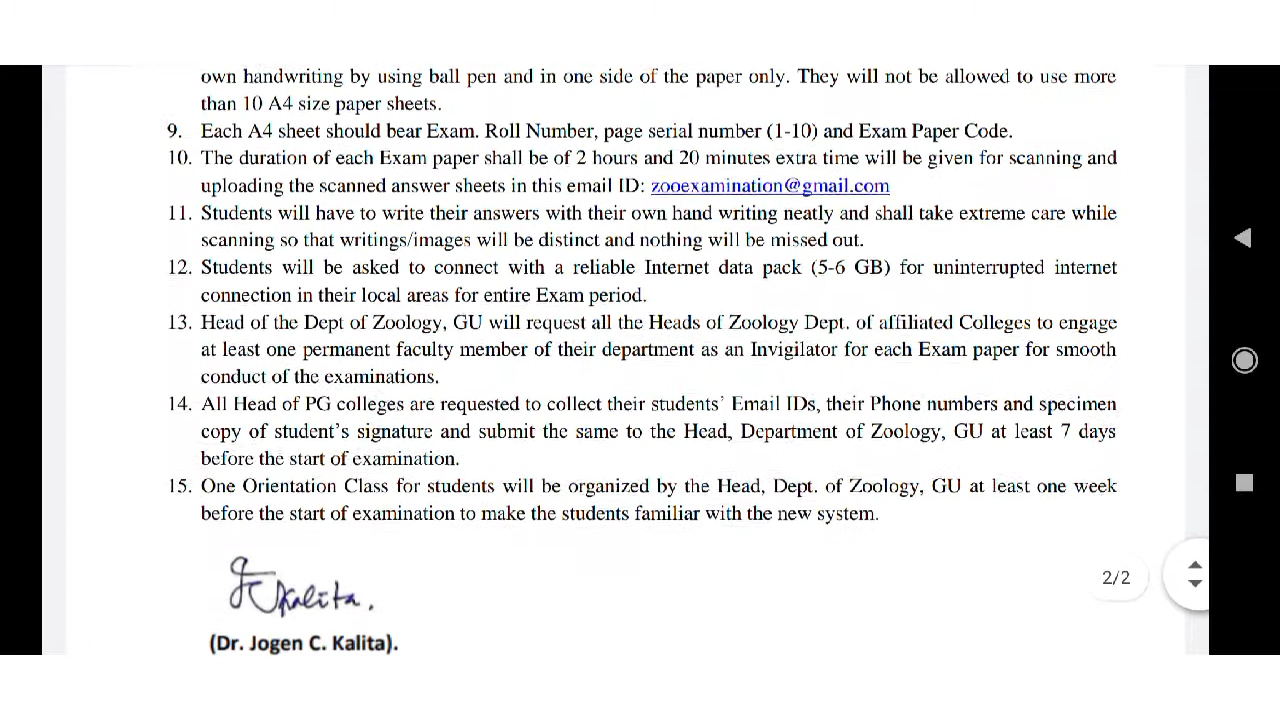 own handwriting by using ball pen and in one side of the paper only. They will not be allowed to use more
than 10 A4 size paper sheets.
9. Each A4 sheet should bear Exam. Roll Number, page serial number (1-10) and Exam Paper Code.
10. The duration of each Exam paper shall be of 2 hours and 20 minutes extra time will be given for scanning and
uploading the scanned answer sheets in this email ID: zooexamination@gmail.com
11. Students will have to write their answers with their own hand writing neatly and shall take extreme care while
scanning so that writings/images will be distinct and nothing will be missed out.
12. Students will be asked to connect with a reliable Internet data pack (5-6 GB) for uninterrupted internet
connection in their local areas for entire Exam period.
13. Head of the Dept of Zoology, GU will request all the Heads of Zoology Dept. of affiliated Colleges to engage
at least one permanent faculty member of their department as an Invigilator for each Exam paper for smooth
conduct of the examinations.
14. All Head of PG colleges are requested to collect their students' Email IDs, their Phone numbers and specimen
copy of student's signature and submit the same to the Head, Department of Zoology, GU at least 7 days
before the start of examination.
15. One Orientation Class for students will be organized by the Head, Dept. of Zoology, GU at least one week
before the start of examination to make the students familiar with the new system.
JCKalita.
2/2
(Dr. Jogen C. Kalita).